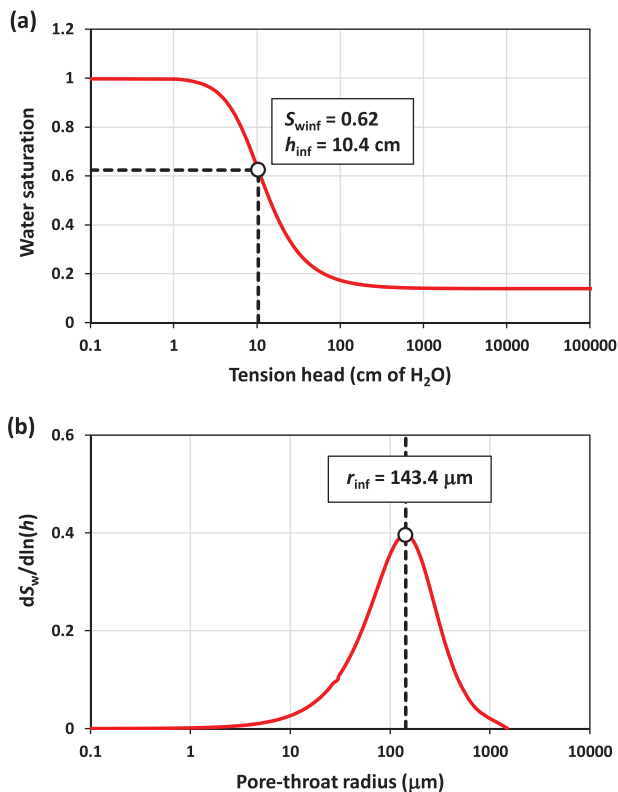 (a)
1.2
1
0.8
0.6
0.4
0.2
0
Water saturation
Swinf = 0.62
hinf = 10.4 cm
0.1 1 10 100 1000 10000 100000
Tension head (cm of H2O)
(b)
0.6
0.4
0.2
0
dSw/dln(h)
rinf = 143.4 μm
0.1 1 10 100 1000 10000
Pore-throat radius (μm)